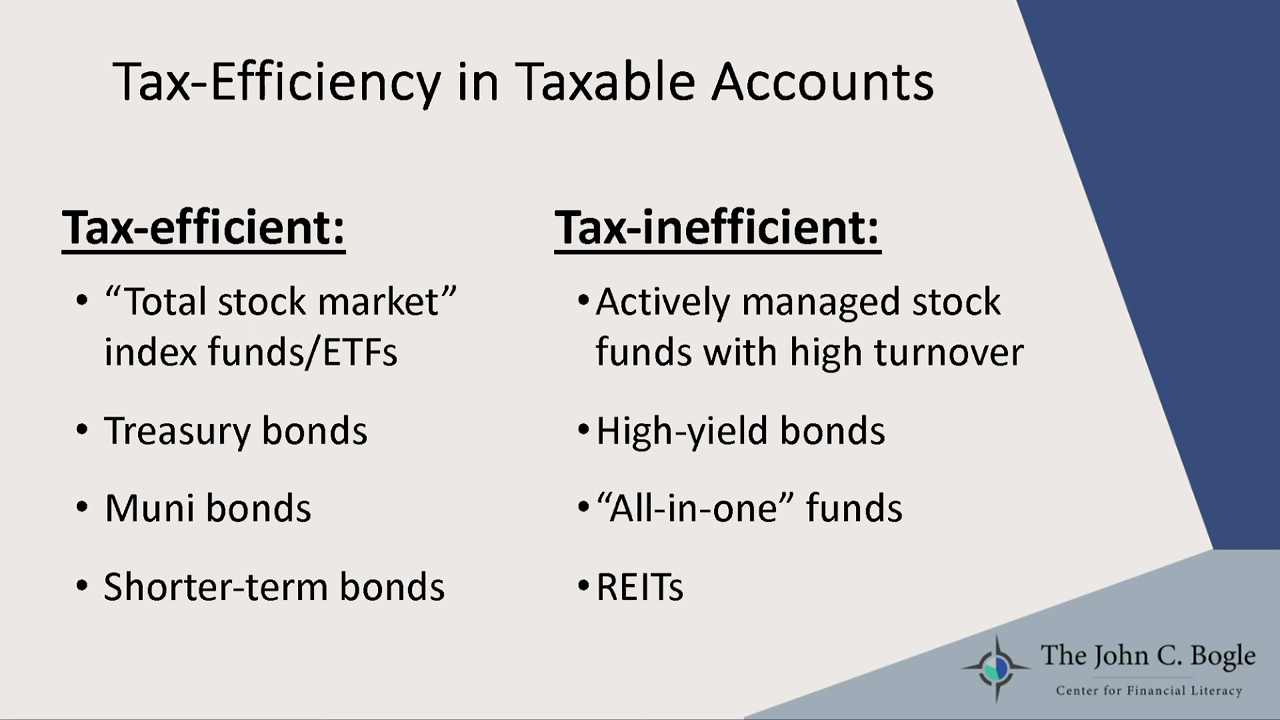 Tax-Efficiency in Taxable Accounts
Tax-efficient:
• “Total stock market”
index funds/ETFs
• Treasury bonds
• Muni bonds
• Shorter-term bonds
Tax-inefficient:
• Actively managed stock
funds with high turnover
• High-yield bonds
• “All-in-one” funds
• REITs
The John C. Bogle
Center for Financial Literacy